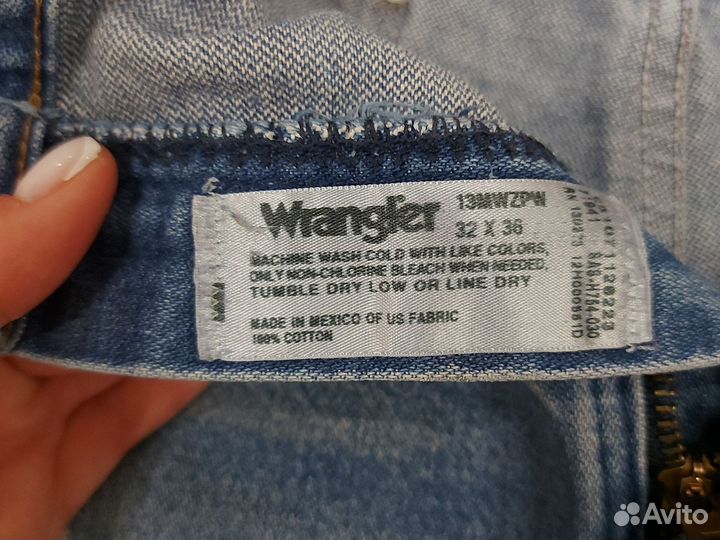 Wrangler
13MWZPW
32 X 36
MACHINE WASH COLD WITH LIKE COLORS,
ONLY NON-CHLORINE BLEACH WHEN NEEDED,
TUMBLE DRY LOW OR LINE DRY
MADE IN MEXICO OF US FABRIC
100% COTTON
Avito